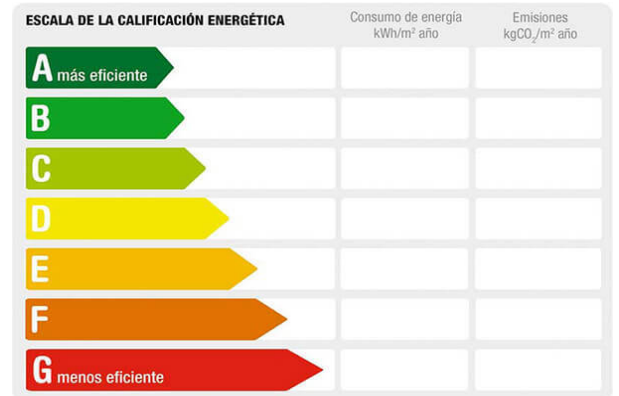 ESCALA DE LA CALIFICACIÓN ENERGÉTICA
Consumo de energía
kWh/m² año
Emisiones
kgCO₂/m² año
A más eficiente
B
C
D
E
F
G menos eficiente